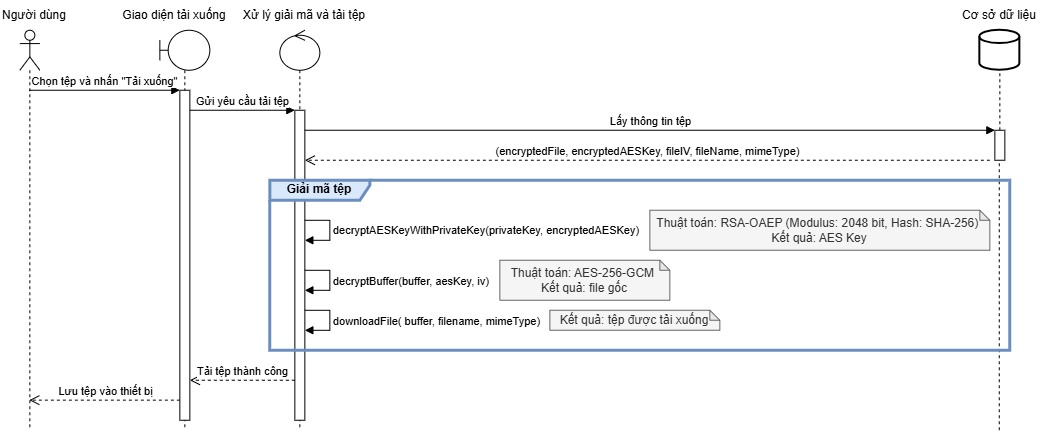 Người dùng
Giao diện tải xuống
Xử lý giải mã và tải tệp
Cơ sở dữ liệu
Chọn tệp và nhấn "Tải xuống"
Gửi yêu cầu tải tệp
Lấy thông tin tệp
(encryptedFile, encryptedAESKey, fileIV, fileName, mimeType)
Giải mã tệp
decryptAESKeyWithPrivateKey(privateKey, encryptedAESKey)
Thuật toán: RSA-OAEP (Modulus: 2048 bit, Hash: SHA-256)
Kết quả: AES Key
decryptBuffer(buffer, aesKey, iv)
Thuật toán: AES-256-GCM
Kết quả: file gốc
downloadFile( buffer, filename, mimeType)
Kết quả: tệp được tải xuống
Tải tệp thành công
Lưu tệp vào thiết bị